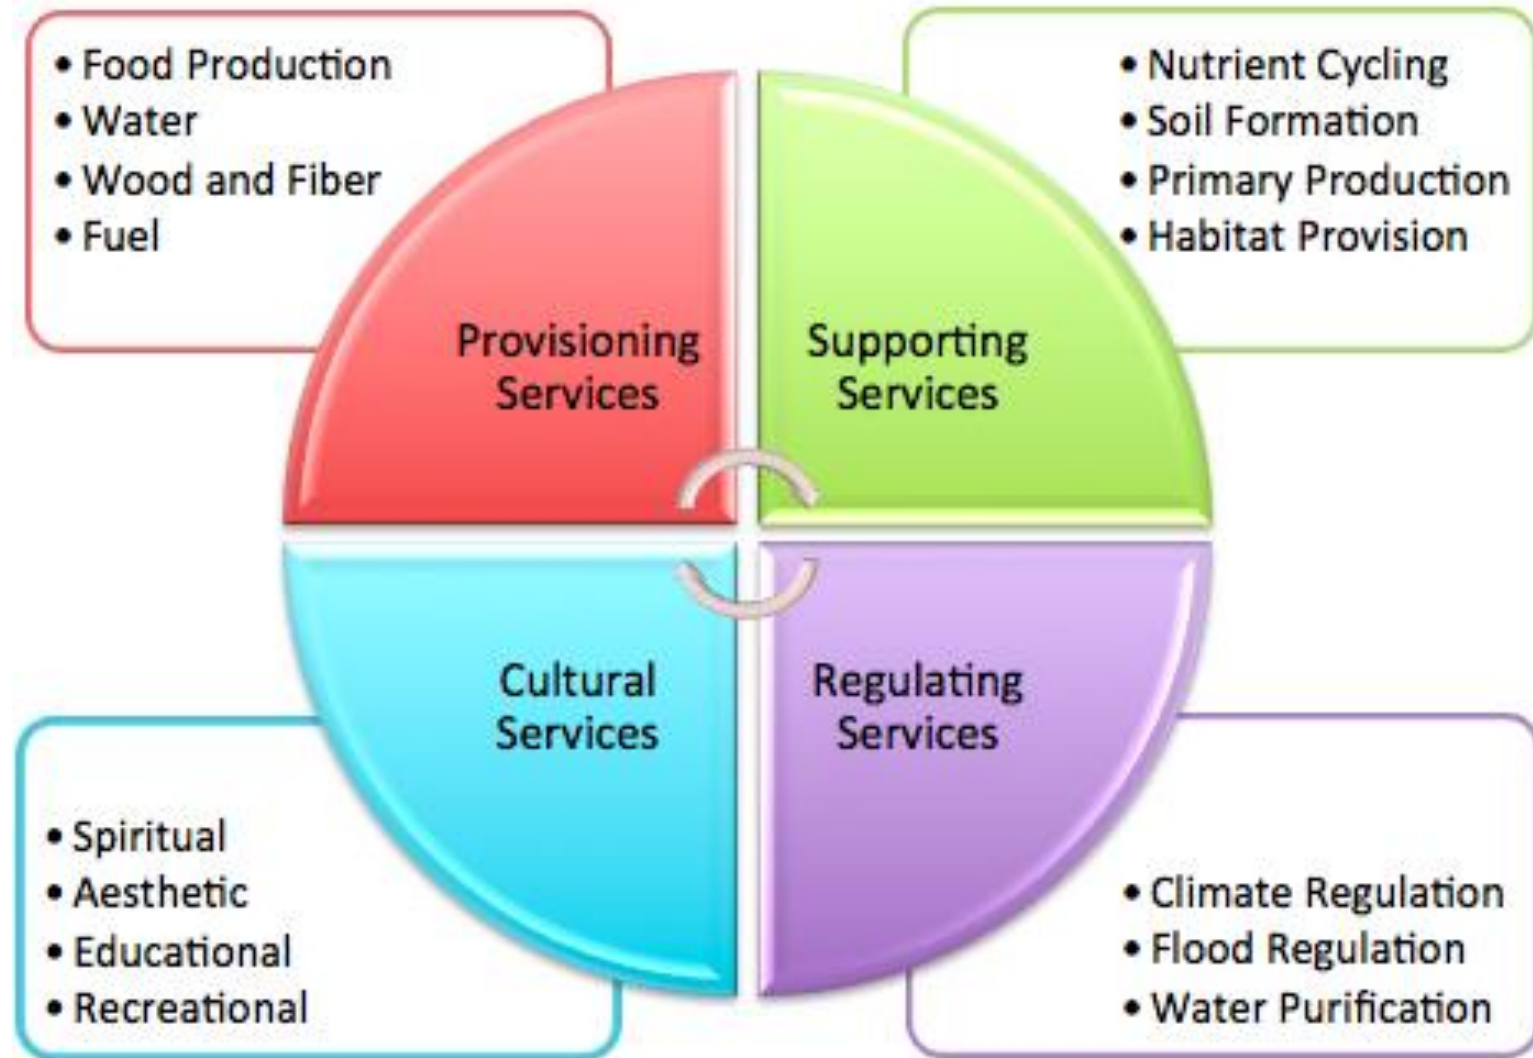 • Food Production
• Water
• Wood and Fiber
• Fuel
• Nutrient Cycling
• Soil Formation
• Primary Production
• Habitat Provision
Provisioning
Services
Supporting
Services
Cultural
Services
Regulating
Services
• Spiritual
• Aesthetic
• Educational
• Recreational
• Climate Regulation
• Flood Regulation
• Water Purification